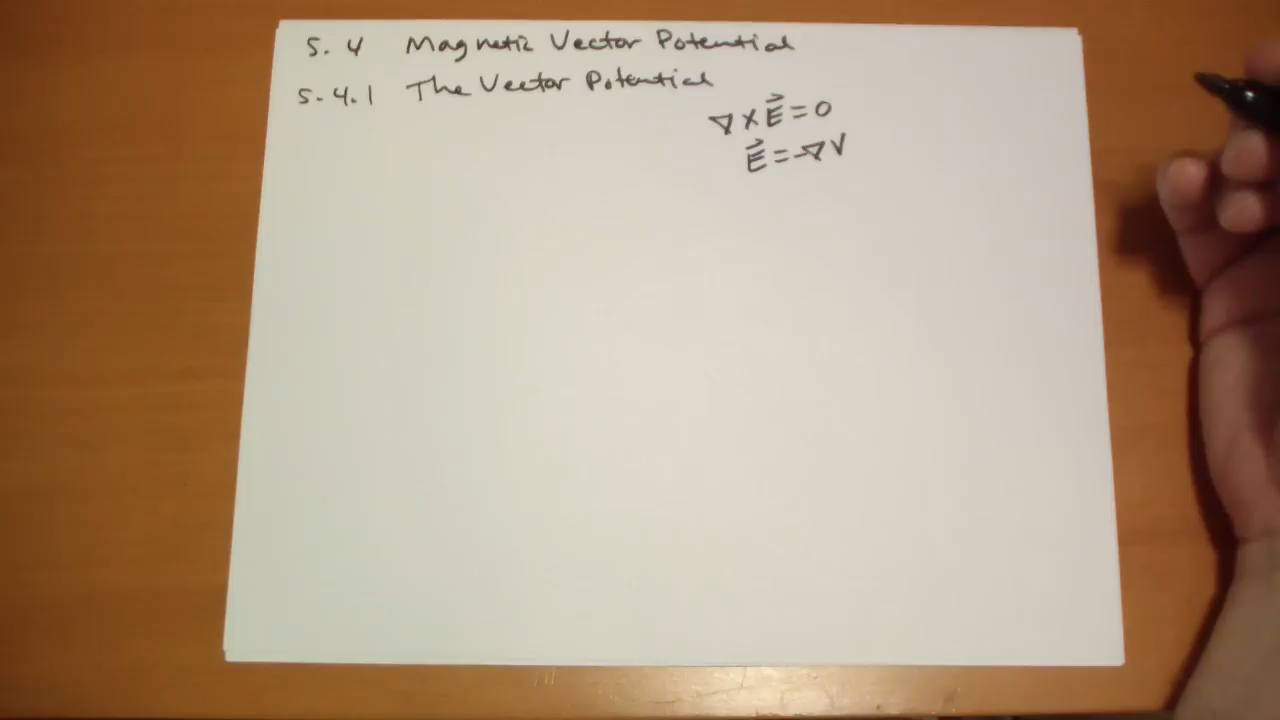 5.4 Magnetic Vector Potential
5.4.1 The Vector Potential
∇×E⃗=0
E⃗=-∇V